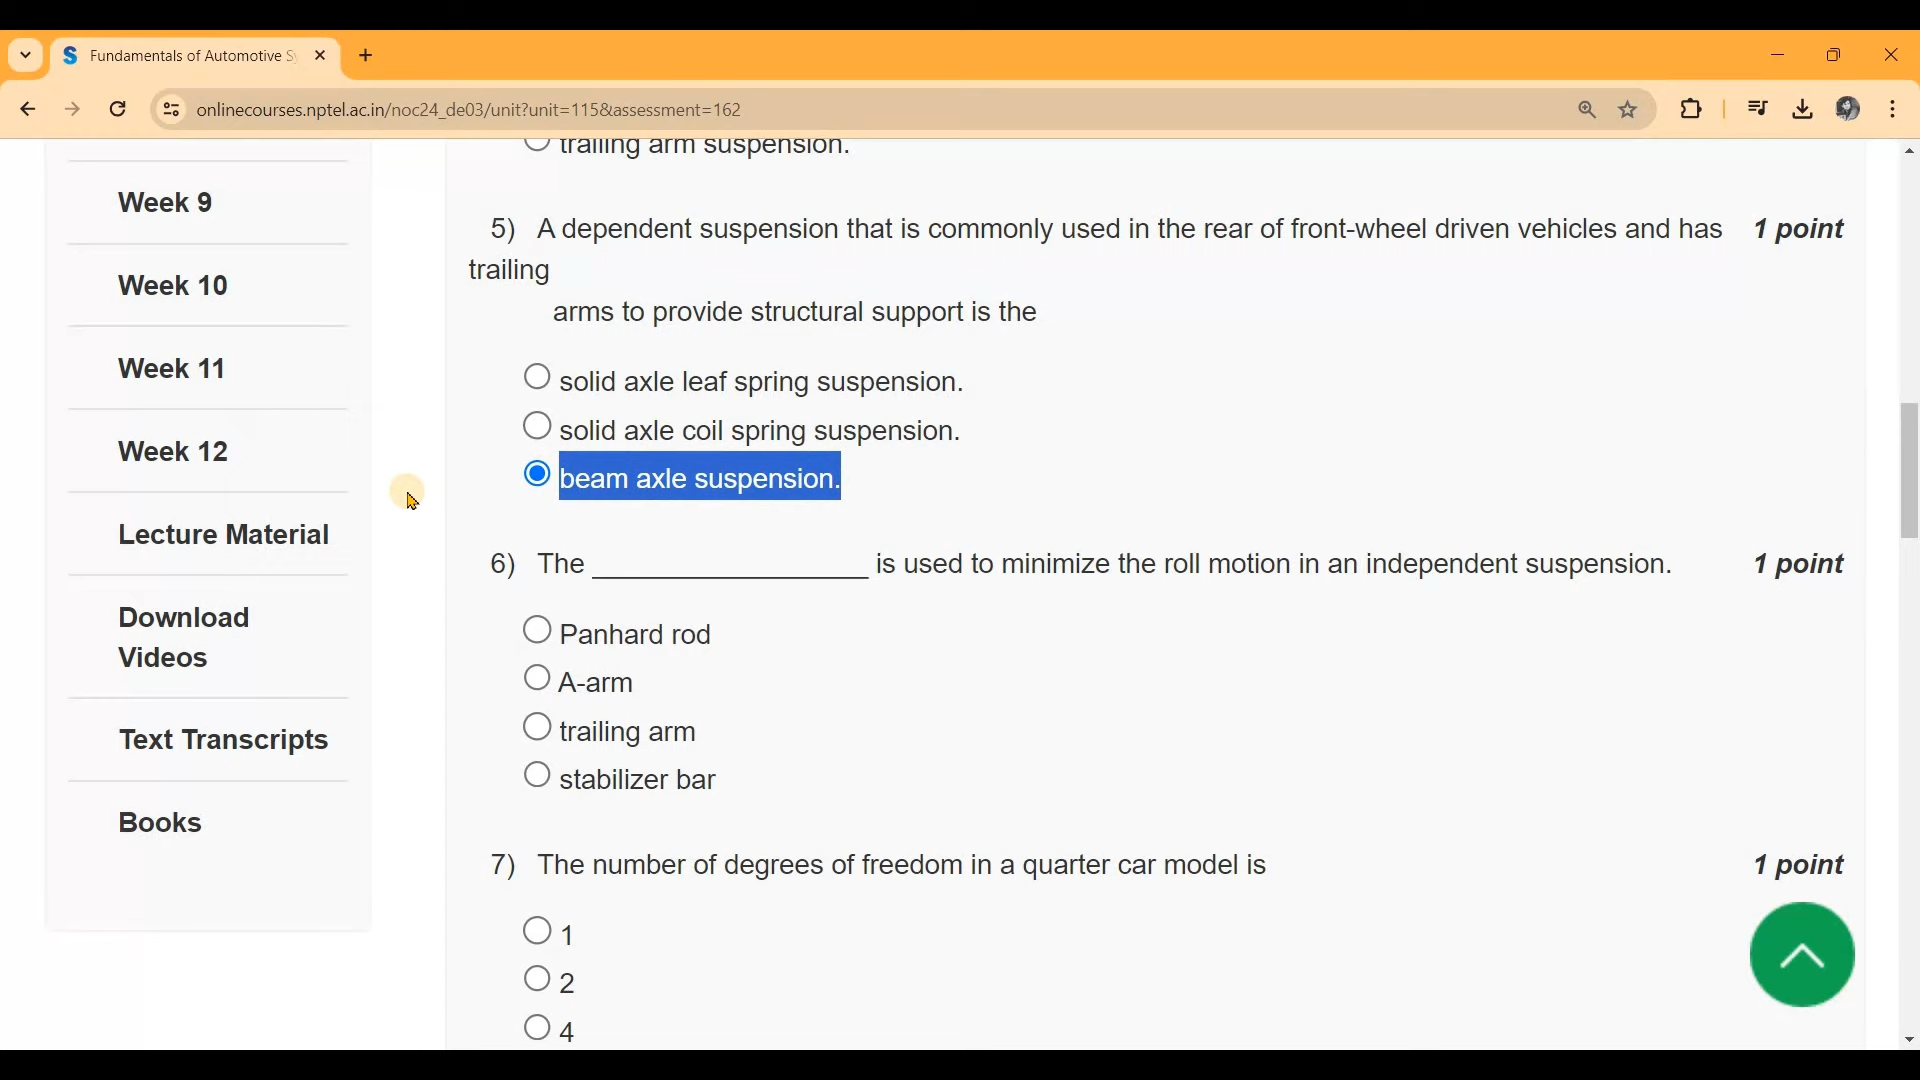 Fundamentals of Automotive S
onlinecourses.nptel.ac.in/noc24_de03/unit?unit=115&assessment=162
trailing arm suspension.
Week 9
Week 10
Week 11
Week 12
Lecture Material
Download
Videos
Text Transcripts
Books
5) A dependent suspension that is commonly used in the rear of front-wheel driven vehicles and has 1 point
trailing
arms to provide structural support is the
solid axle leaf spring suspension.
solid axle coil spring suspension.
beam axle suspension.
6) The __________________ is used to minimize the roll motion in an independent suspension. 1 point
Panhard rod
A-arm
trailing arm
stabilizer bar
7) The number of degrees of freedom in a quarter car model is 1 point
1
2
4